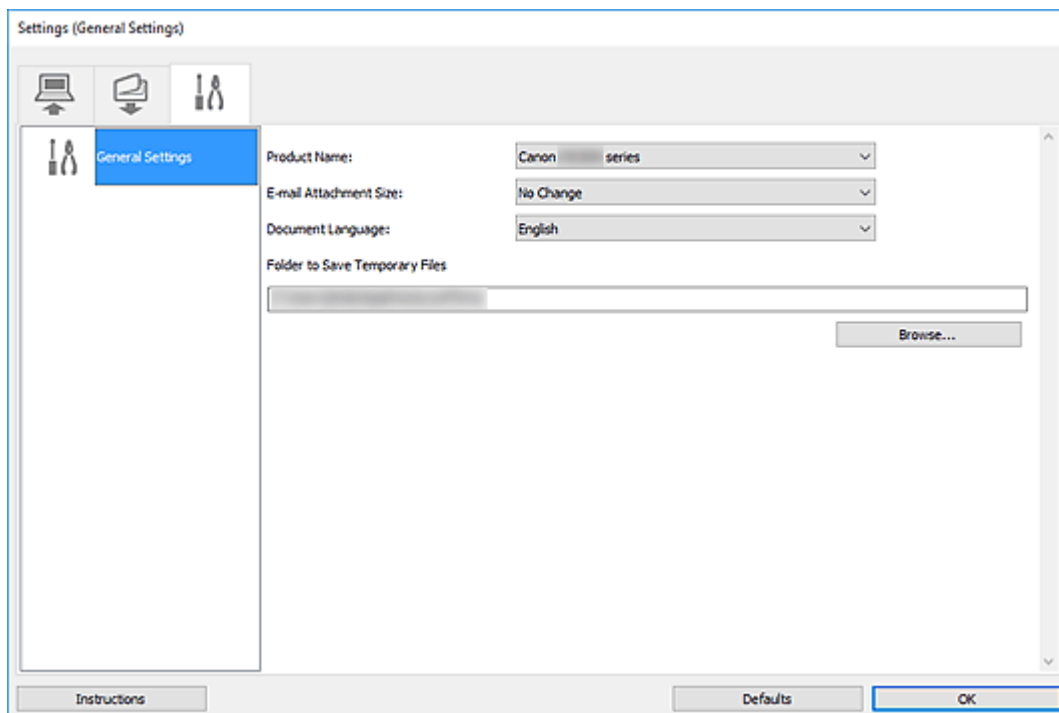 Settings (General Settings)
General Settings
Product Name:
Canon series
E-mail Attachment Size:
No Change
Document Language:
English
Folder to Save Temporary Files
Browse...
Instructions
Defaults
OK